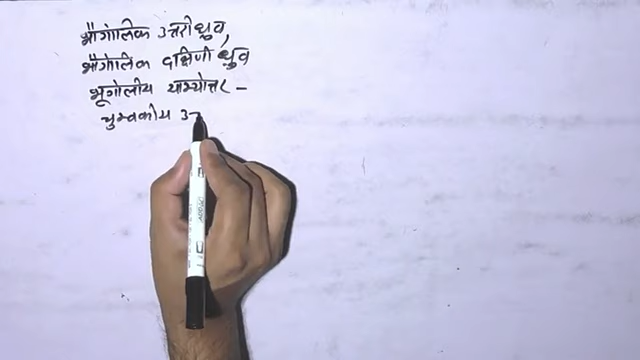 भौगोलिक उत्तरी ध्रुव,
भौगोलिक दक्षिणी ध्रुव
भूगोलीय याम्योत्तर -
चुम्बकीय उ